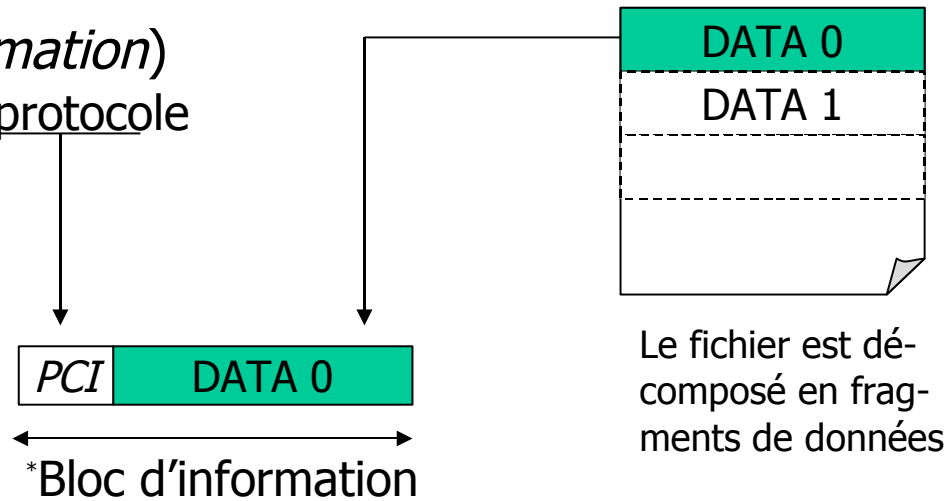 mation)
protocole
DATA 0
DATA 1
PCI DATA 0
*Bloc d’information
Le fichier est dé-
composé en frag-
ments de données